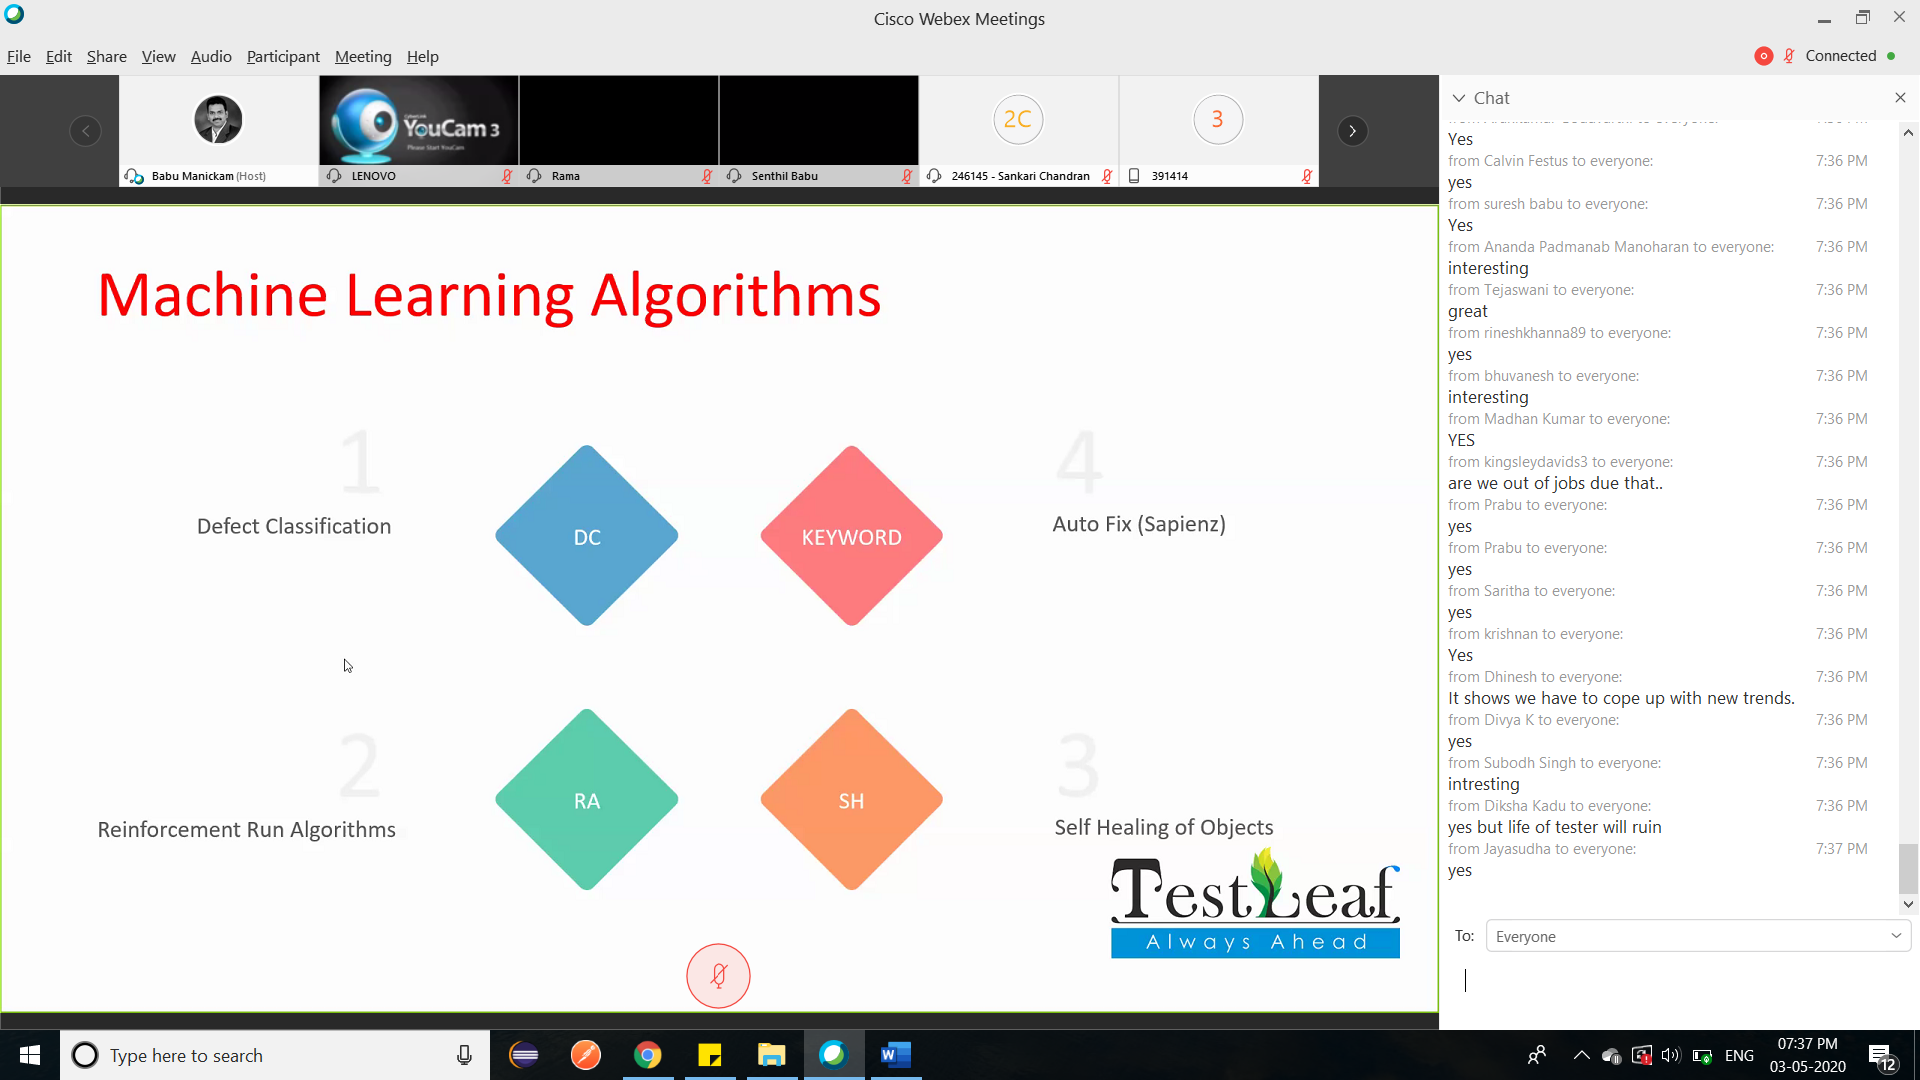 Cisco Webex Meetings
File Edit Share View Audio Participant Meeting Help
Connected
YouCam 3
Please Start YouCam
2C
3
Babu Manickam (Host)
LENOVO
Rama
Senthil Babu
246145 - Sankari Chandran
391414
Machine Learning Algorithms
1
Defect Classification
DC
KEYWORD
4
Auto Fix (Sapienz)
2
Reinforcement Run Algorithms
RA
SH
3
Self Healing of Objects
TestLeaf
Always Ahead
Chat
Yes
from Calvin Festus to everyone: 7:36 PM
yes
from suresh babu to everyone: 7:36 PM
Yes
from Ananda Padmanab Manoharan to everyone: 7:36 PM
interesting
from Tejaswani to everyone: 7:36 PM
great
from rineshkhanna89 to everyone: 7:36 PM
yes
from bhuvanesh to everyone: 7:36 PM
interesting
from Madhan Kumar to everyone: 7:36 PM
YES
from kingsleydavids3 to everyone: 7:36 PM
are we out of jobs due that..
from Prabu to everyone: 7:36 PM
yes
from Prabu to everyone: 7:36 PM
yes
from Saritha to everyone: 7:36 PM
yes
from krishnan to everyone: 7:36 PM
Yes
from Dhinesh to everyone: 7:36 PM
It shows we have to cope up with new trends.
from Divya K to everyone: 7:36 PM
yes
from Subodh Singh to everyone: 7:36 PM
intresting
from Diksha Kadu to everyone: 7:36 PM
yes but life of tester will ruin
from Jayasudha to everyone: 7:37 PM
yes
To: Everyone
Type here to search
ENG
07:37 PM
03-05-2020
12